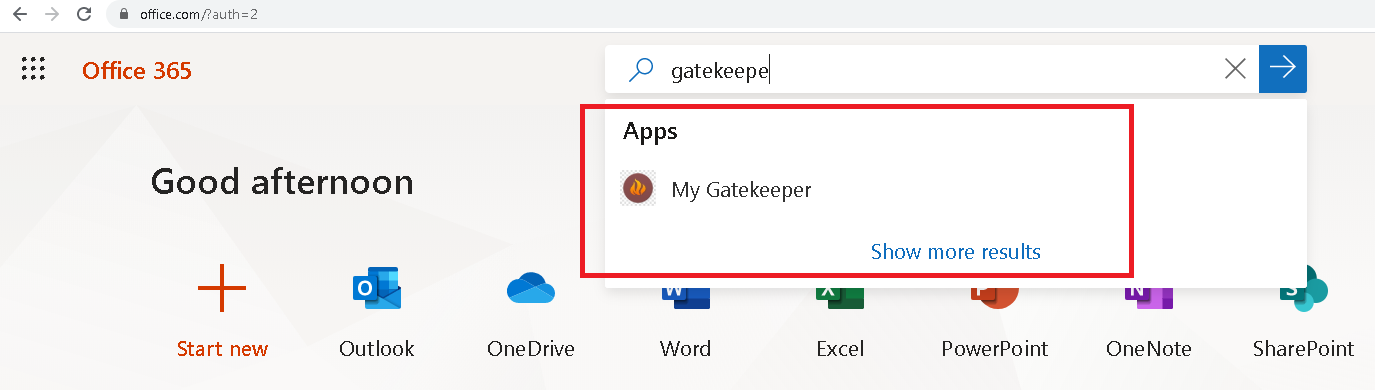 office.com/?auth=2
Office 365
gatekeepe
Apps
My Gatekeeper
Show more results
Good afternoon
Start new
Outlook
OneDrive
Word
Excel
PowerPoint
OneNote
SharePoint